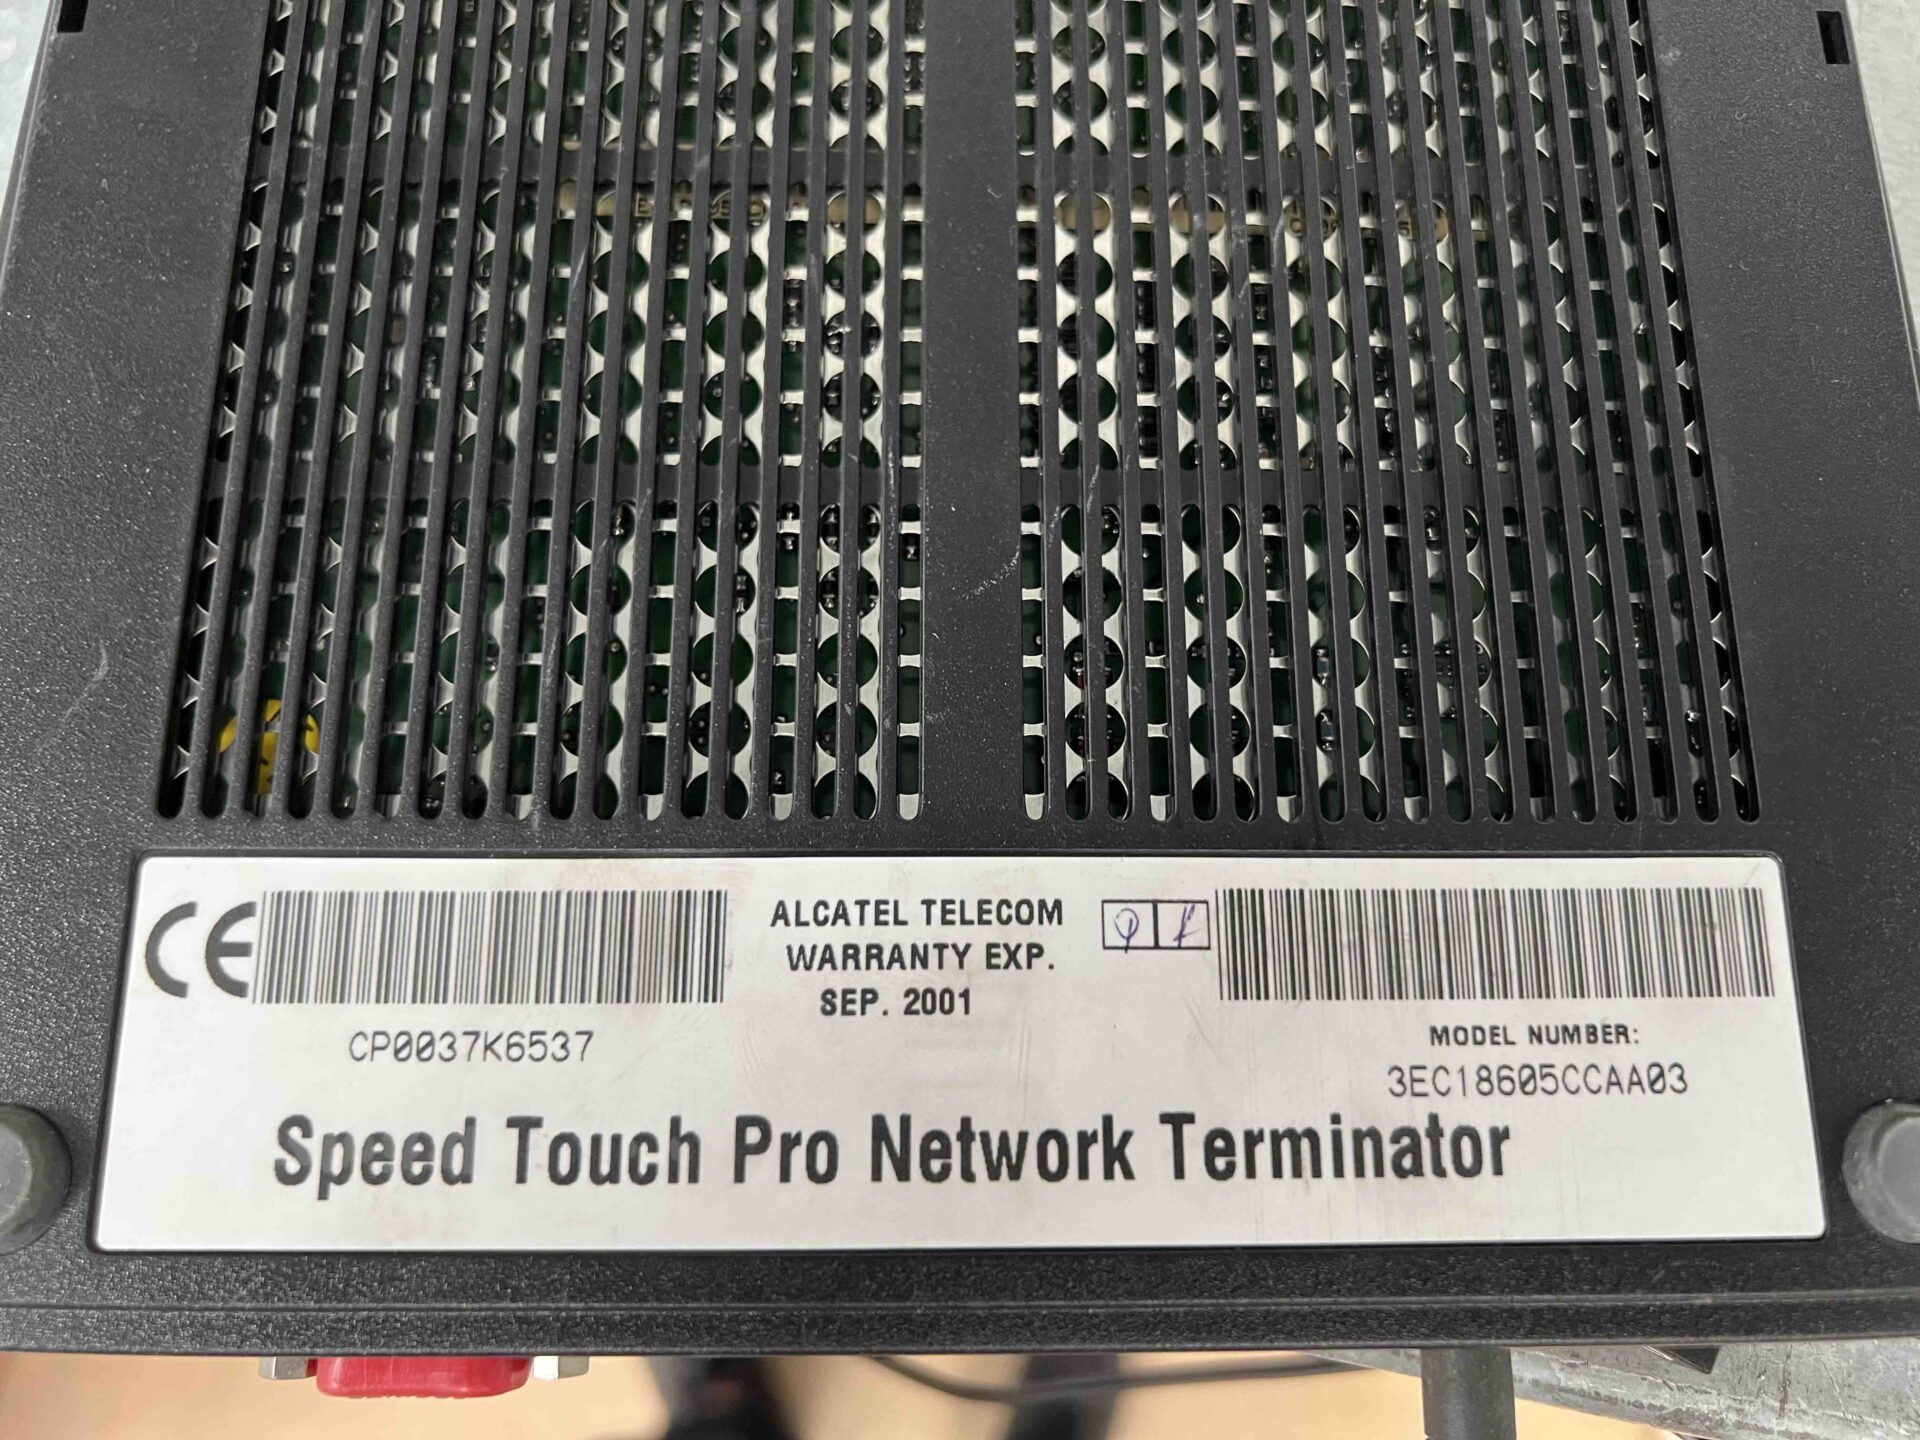 CE
ALCATEL TELECOM
WARRANTY EXP.
SEP. 2001
CP0037K6537
MODEL NUMBER:
3EC18605CCAA03
Speed Touch Pro Network Terminator